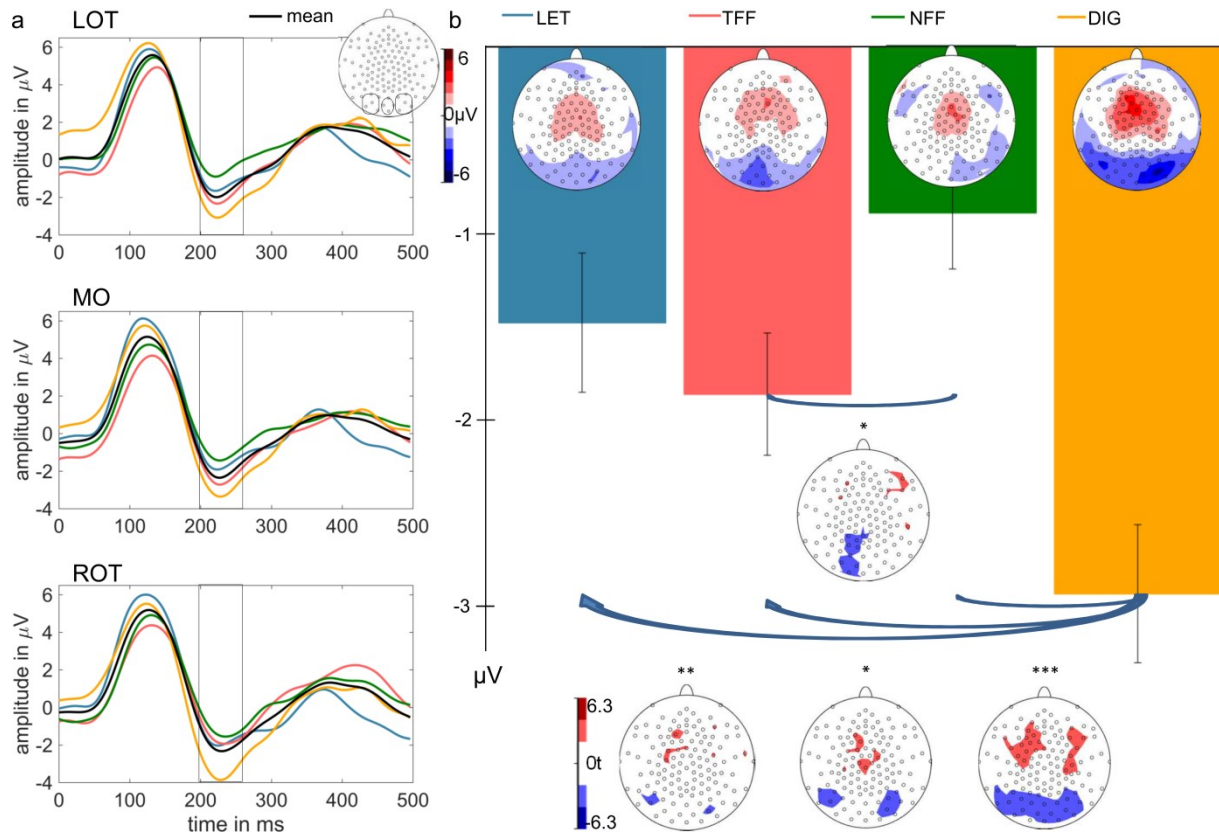 a LOT mean b LET TFF NFF DIG
6
4
2
0
-2
-4
0 100 200 300 400 500
amplitude in µV
6
0µV
-6
MO
6
4
2
0
-2
-4
0 100 200 300 400 500
amplitude in µV
ROT
6
4
2
0
-2
-4
0 100 200 300 400 500
amplitude in µV
time in ms
-1
-2
-3
µV
*
** * ***
6.3
0t
-6.3